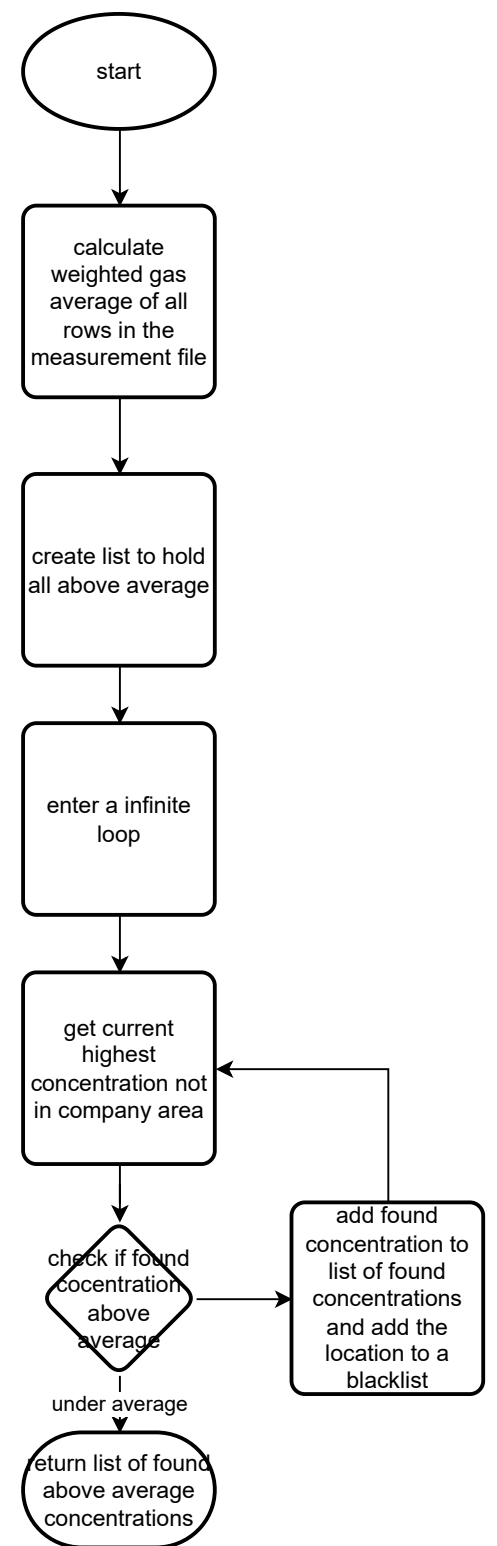 start
calculate
weighted gas
average of all
rows in the
measurement file
create list to hold
all above average
enter a infinite
loop
get current
highest
concentration not
in company area
check if found
cocentration
above
average
add found
concentration to
list of found
concentrations
and add the
location to a
blacklist
under average
return list of found
above average
concentrations